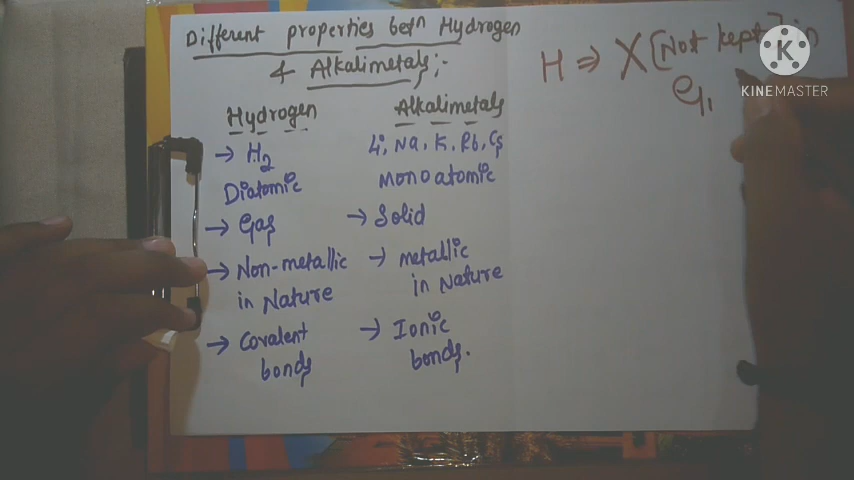 Different properties betn Hydrogen
& Alkalimetals;-
Hydrogen
→ H2
Diatomic
→ Gas
→ Non-metallic
in Nature
→ Covalent
bonds
Alkalimetals
Li, Na, K, Rb, Cs
Monoatomic
→ Solid
→ metallic
in Nature
→ Ionic
bonds.
H ⇒ X [Not kept] in
G1
KINEMASTER